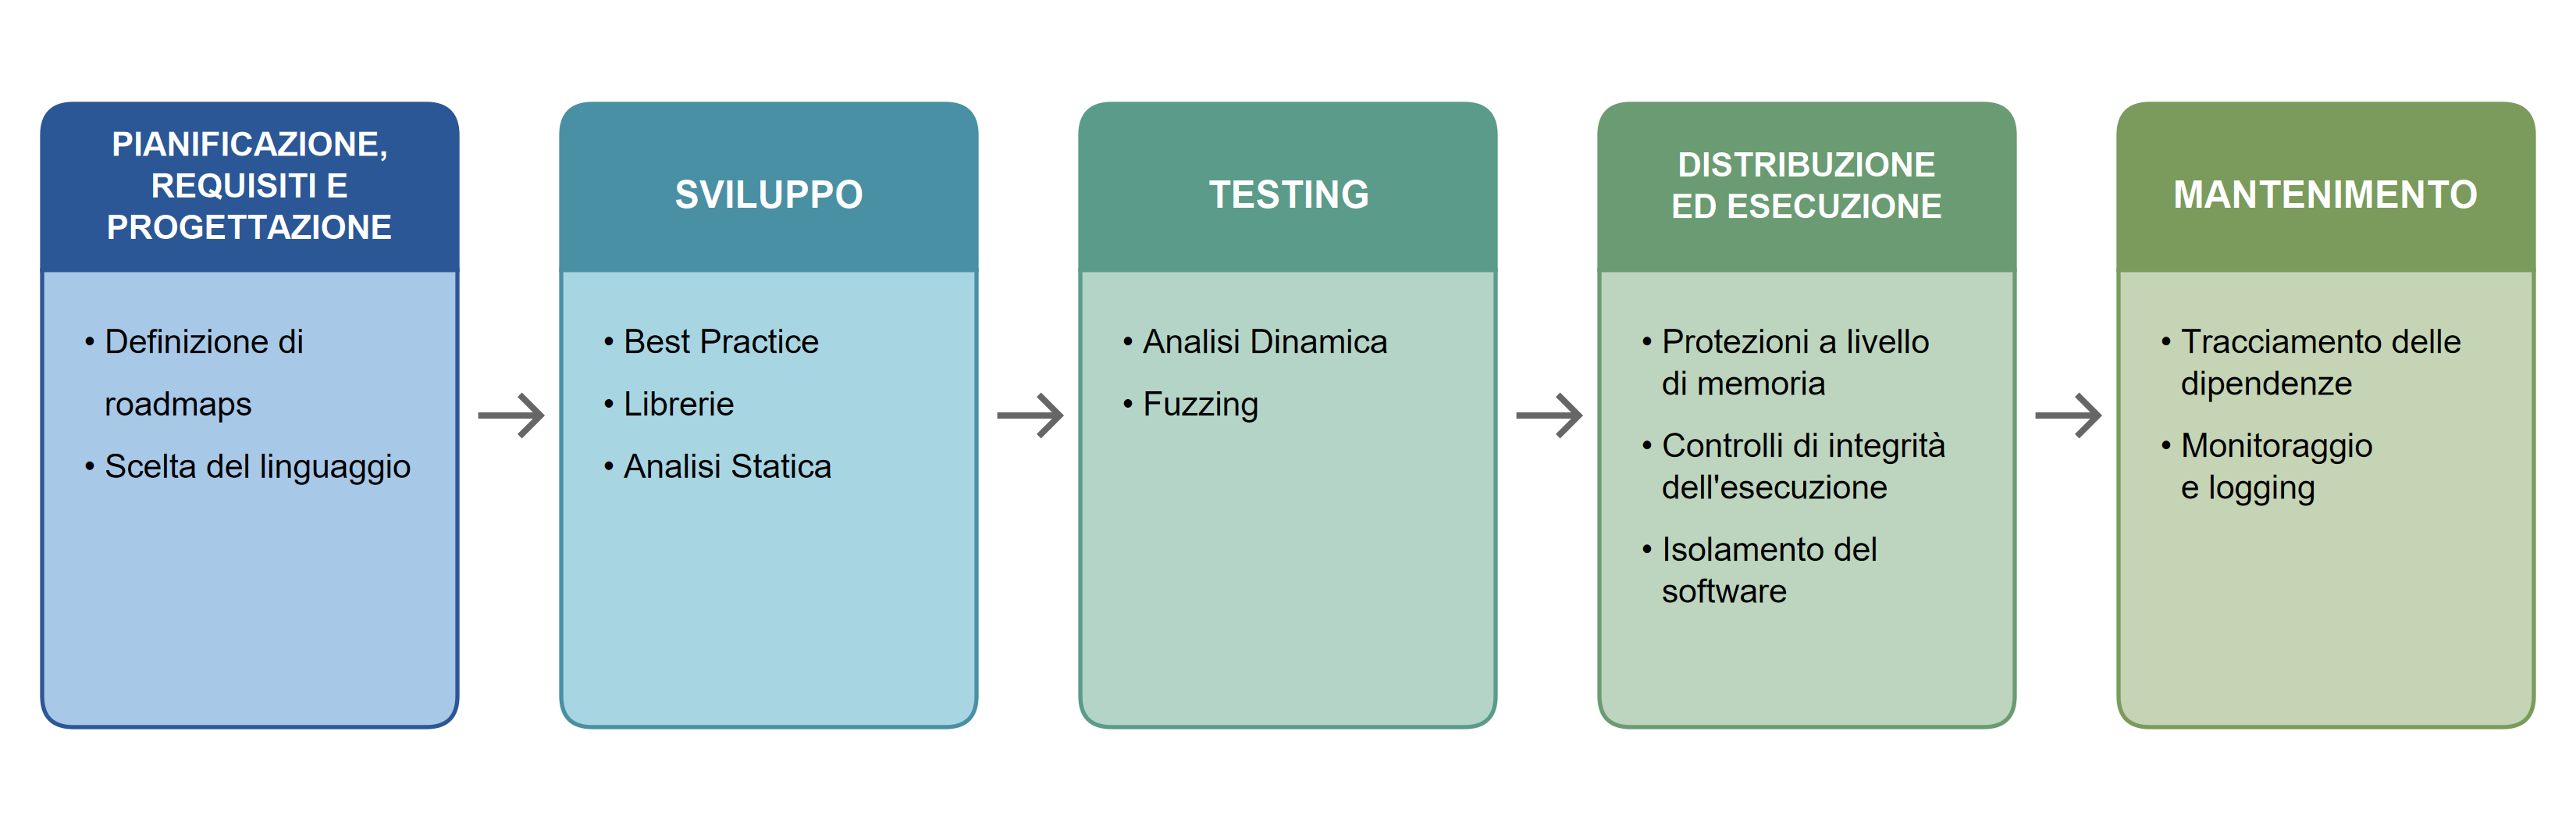 PIANIFICAZIONE,
REQUISITI E
PROGETTAZIONE
• Definizione di
roadmaps
• Scelta del linguaggio
SVILUPPO
• Best Practice
• Librerie
• Analisi Statica
TESTING
• Analisi Dinamica
• Fuzzing
DISTRIBUZIONE
ED ESECUZIONE
• Protezioni a livello
di memoria
• Controlli di integrità
dell'esecuzione
• Isolamento del
software
MANTENIMENTO
• Tracciamento delle
dipendenze
• Monitoraggio
e logging